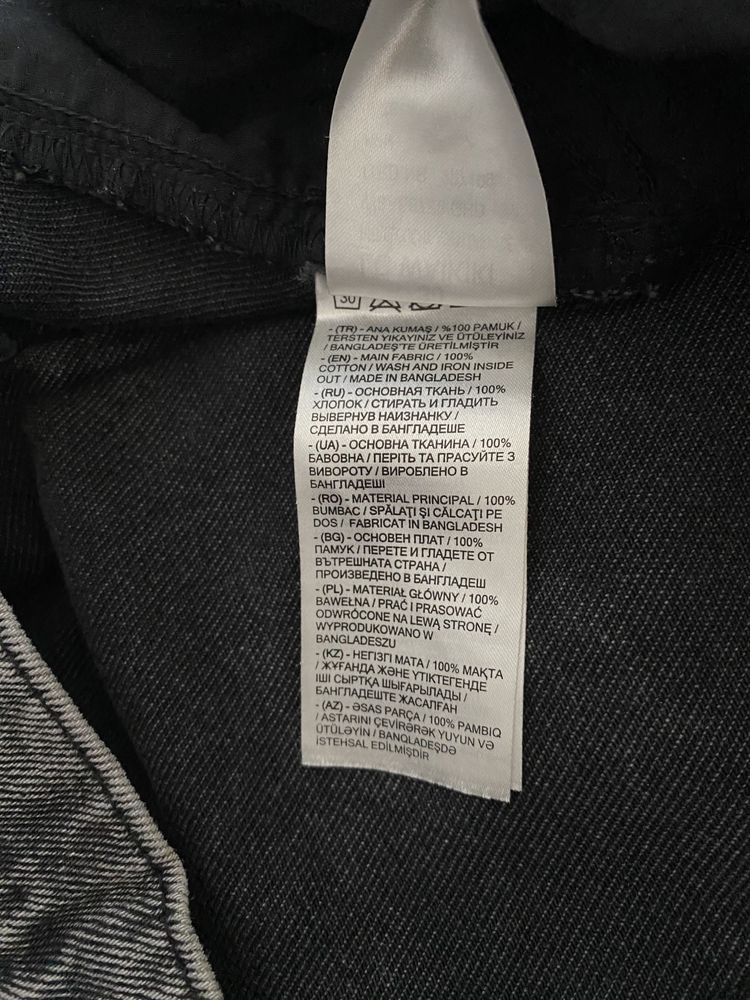 30
- (TR) - ANA KUMAŞ / %100 PAMUK /
TERSTEN YIKAYINIZ VE ÜTÜLEYİNİZ
/ BANGLADEŞ'TE ÜRETİLMİŞTİR
- (EN) - MAIN FABRIC / 100%
COTTON / WASH AND IRON INSIDE
OUT / MADE IN BANGLADESH
- (RU) - ОСНОВНАЯ ТКАНЬ / 100%
ХЛОПОК / СТИРАТЬ И ГЛАДИТЬ
ВЫВЕРНУВ НАИЗНАНКУ /
СДЕЛАНО В БАНГЛАДЕШЕ
- (UA) - ОСНОВНА ТКАНИНА / 100%
БАВОВНА / ПЕРІТЬ ТА ПРАСУЙТЕ З
ВИВОРОТУ / ВИРОБЛЕНО В
БАНГЛАДЕШІ
- (RO) - MATERIAL PRINCIPAL / 100%
BUMBAC / SPĂLAŢI ŞI CĂLCAŢI PE
DOS / FABRICAT ÎN BANGLADESH
- (BG) - ОСНОВЕН ПЛАТ / 100%
ПАМУК / ПЕРЕТЕ И ГЛАДЕТЕ ОТ
ВЪТРЕШНАТА СТРАНА /
ПРОИЗВЕДЕНО В БАНГЛАДЕШ
- (PL) - MATERIAŁ GŁÓWNY / 100%
BAWEŁNA / PRAĆ I PRASOWAĆ
ODWRÓCONE NA LEWĄ STRONĘ /
WYPRODUKOWANO W
BANGLADESZU
- (KZ) - НЕГІЗГІ МАТА / 100% МАҚТА
/ ЖУҒАНДА ЖӘНЕ ҮТІКТЕГЕНДЕ
ІШІ СЫРТҚА ШЫҒАРЫЛАДЫ /
БАНГЛАДЕШТЕ ЖАСАЛҒАН
- (AZ) - ƏSAS PARÇA / 100% PAMBIQ
/ ASTARINI ÇEVİRƏRƏK YUYUN VƏ
ÜTÜLƏYİN / BANQLADEŞDƏ
İSTEHSAL EDİLMİŞDİR